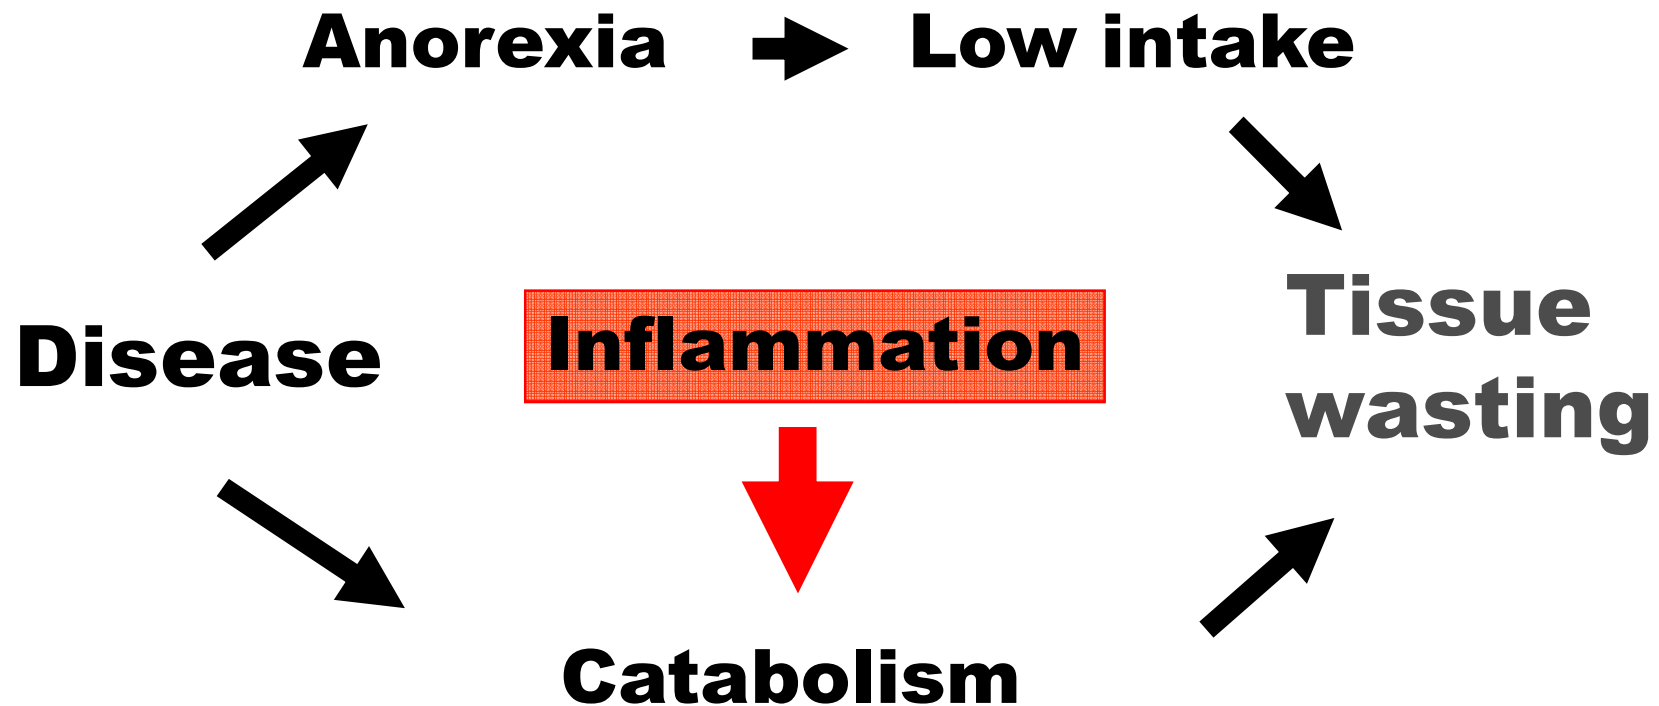 Anorexia
Low intake
Disease
Inflammation
Tissue
wasting
Catabolism